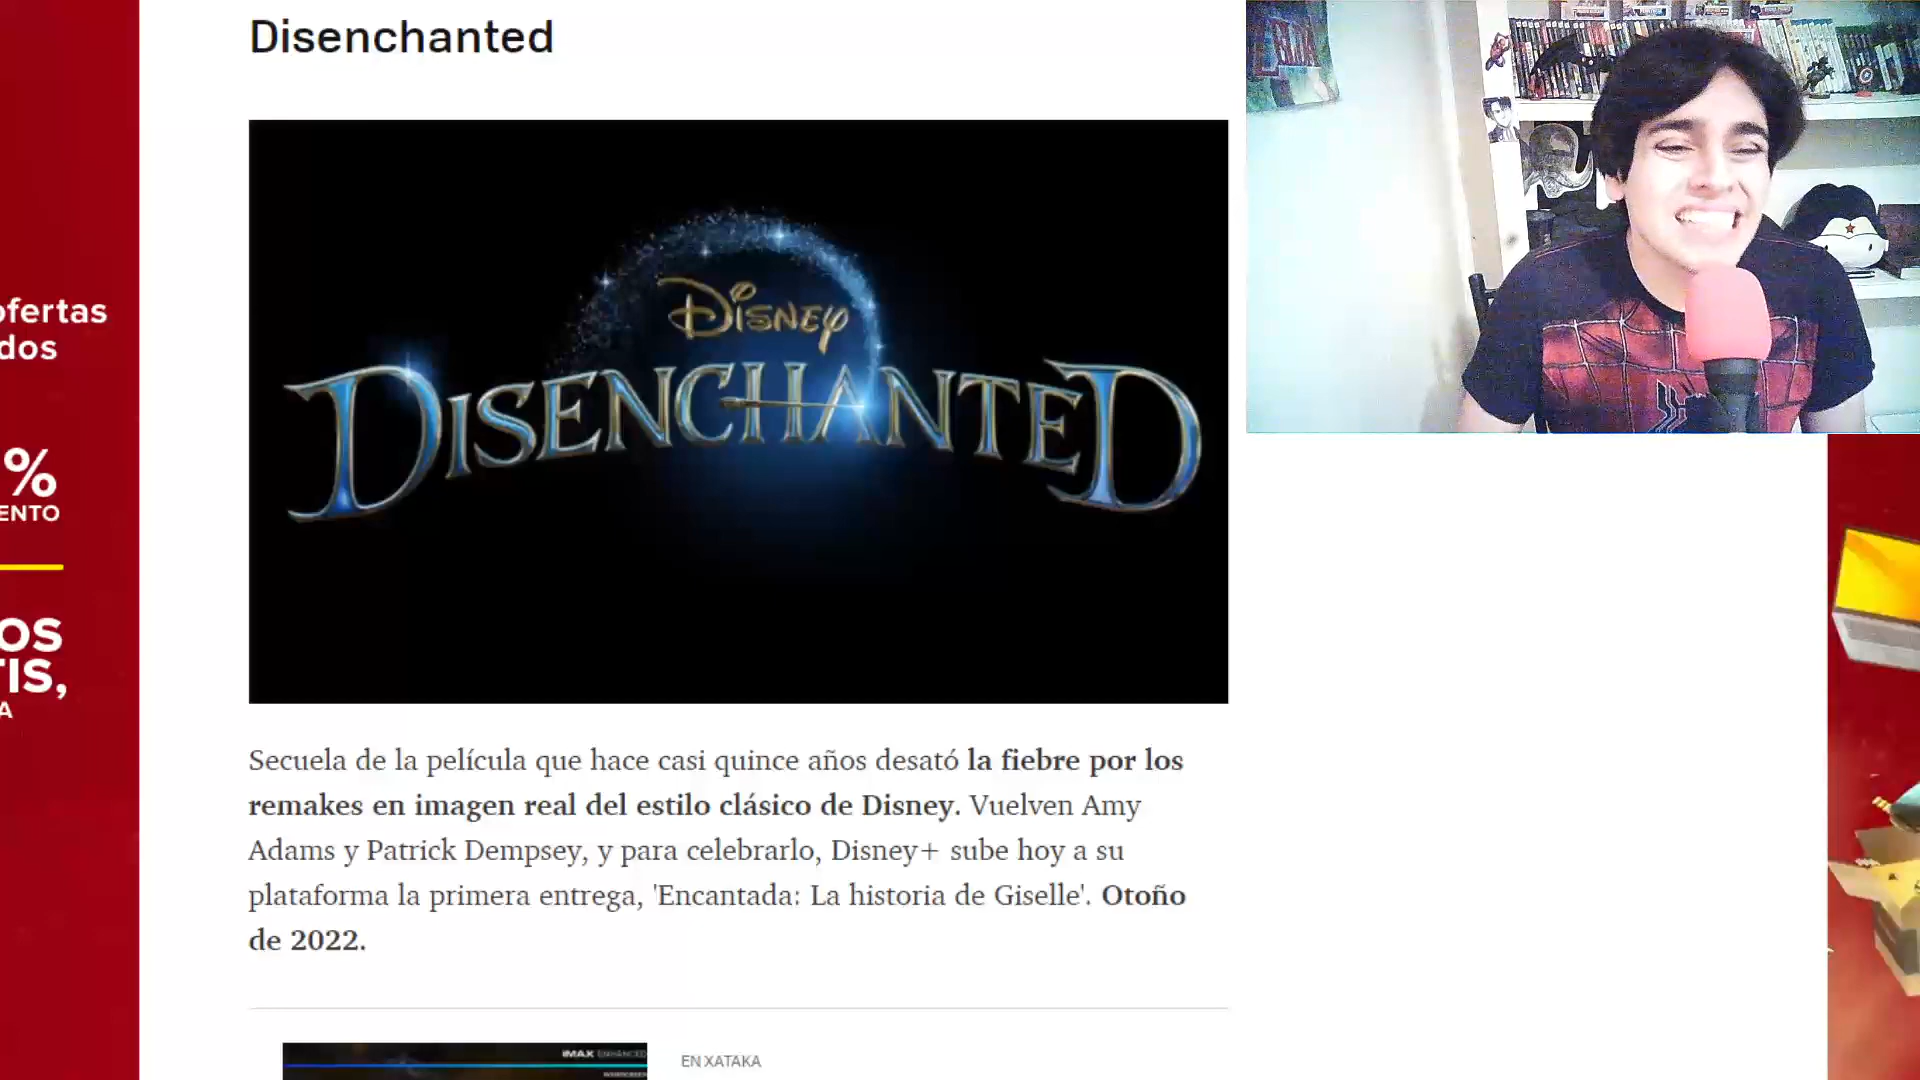 Disenchanted
Disney
DISENCHANTED
ofertas
dos
%
ENTO
OS
TIS,
A
Secuela de la película que hace casi quince años desató la fiebre por los
remakes en imagen real del estilo clásico de Disney. Vuelven Amy
Adams y Patrick Dempsey, y para celebrarlo, Disney+ sube hoy a su
plataforma la primera entrega, 'Encantada: La historia de Giselle'. Otoño
de 2022.
IMAX ENHANCED
EN XATAKA